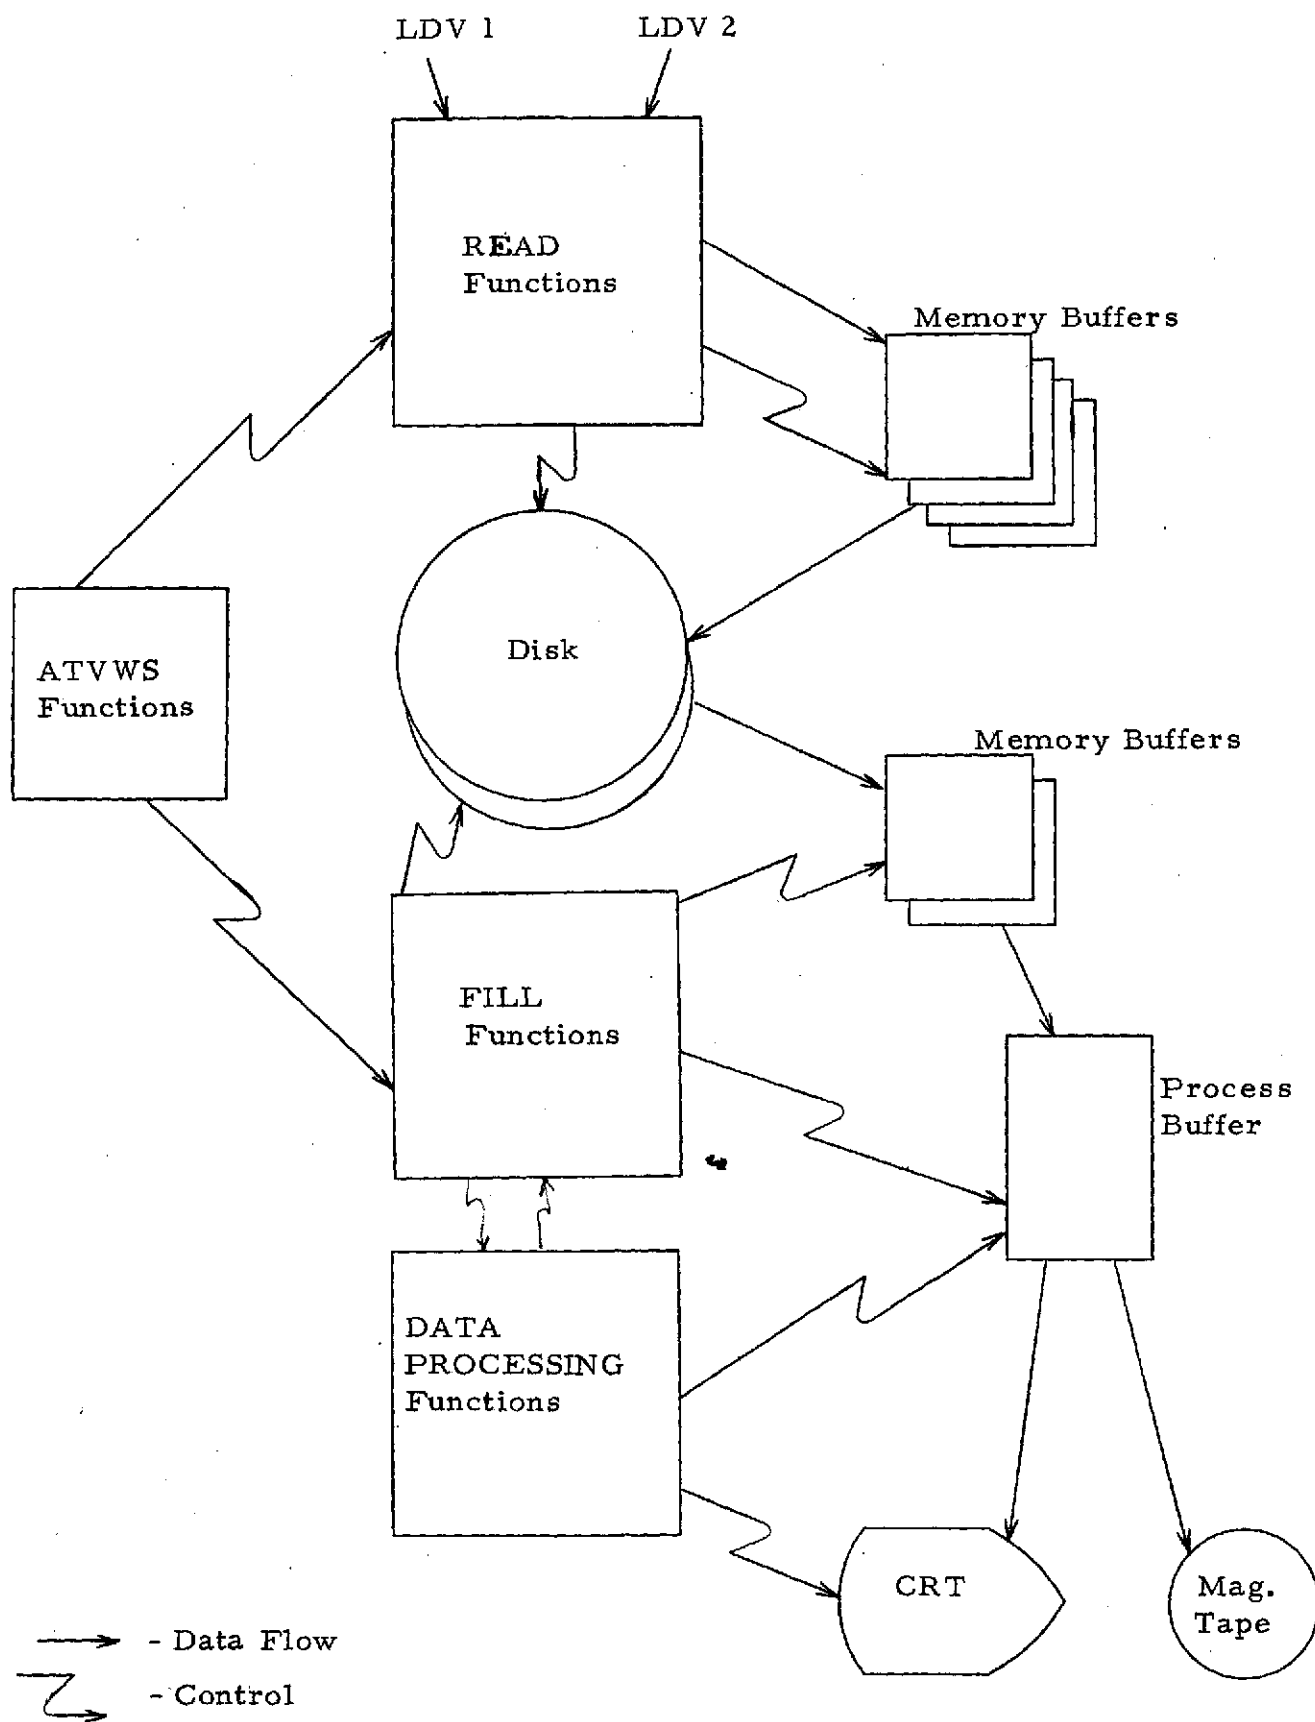 LDV 1 LDV 2
READ
Functions
Memory Buffers
Disk
ATVWS
Functions
Memory Buffers
FILL
Functions
Process
Buffer
DATA
PROCESSING
Functions
CRT
Mag.
Tape
- Data Flow
- Control